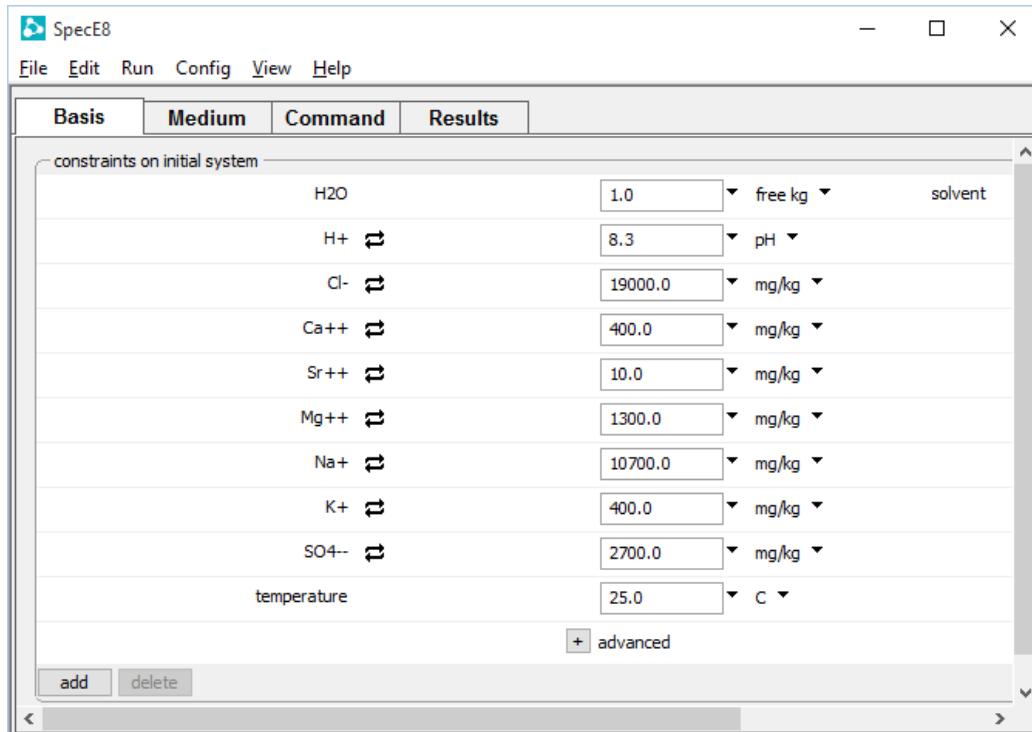 SpecE8
File Edit Run Config View Help
Basis Medium Command Results
constraints on initial system
H2O 1.0 free kg solvent
H+ 8.3 pH
Cl- 19000.0 mg/kg
Ca++ 400.0 mg/kg
Sr++ 10.0 mg/kg
Mg++ 1300.0 mg/kg
Na+ 10700.0 mg/kg
K+ 400.0 mg/kg
SO4-- 2700.0 mg/kg
temperature 25.0 C
+ advanced
add delete